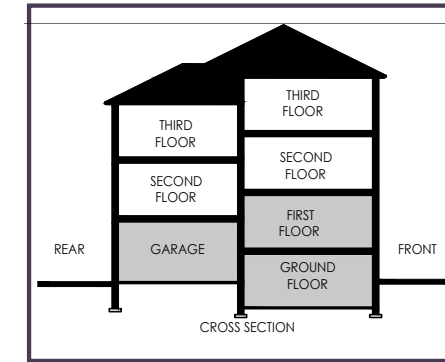 THIRD
FLOOR
THIRD
FLOOR
SECOND
FLOOR
SECOND
FLOOR
FIRST
FLOOR
REAR
GARAGE
FRONT
GROUND
FLOOR
CROSS SECTION